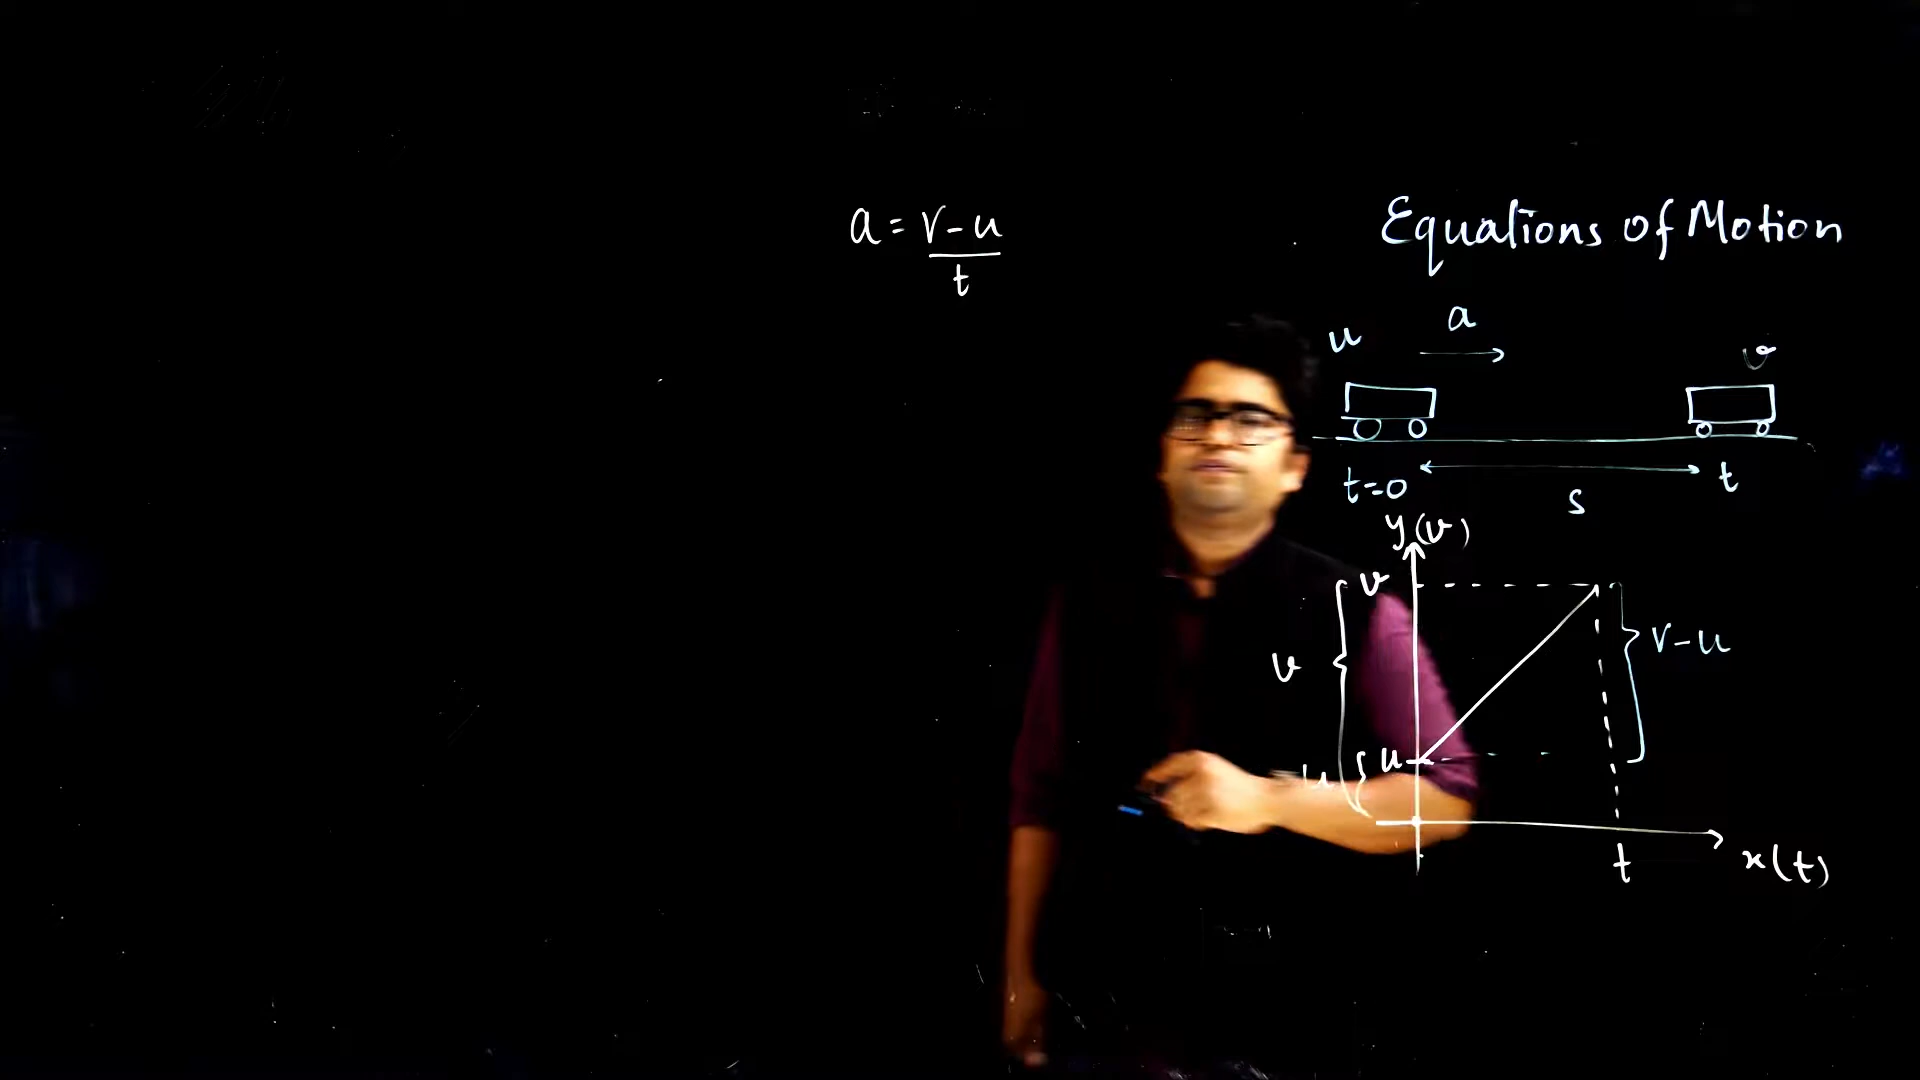 a = v-u
t
Equations of Motion
u a v
t=0 s t
y(v)
v
v v-u
u u
t x(t)